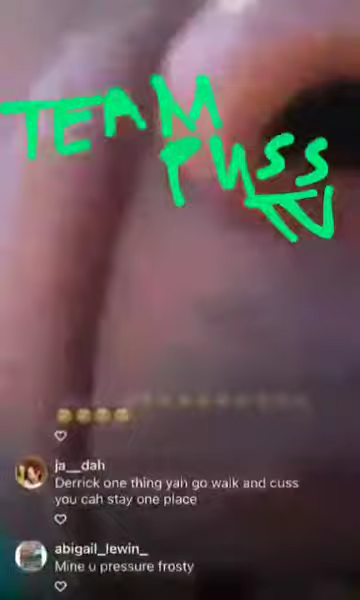 TEAM
PUSS
TV
ja__dah
Derrick one thing yah go walk and cuss
you cah stay one place
abigail_lewin_
Mine u pressure frosty